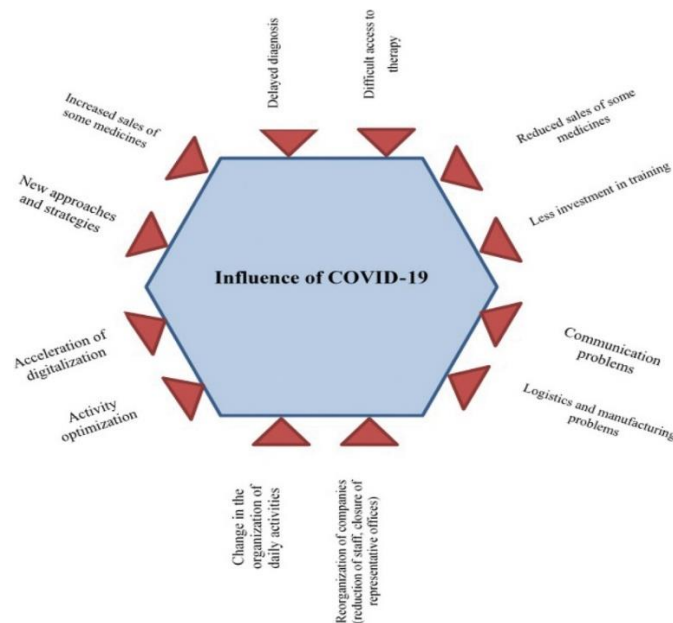 Delayed diagnosis
Difficult access to
therapy
Increased sales of
some medicines
Reduced sales of some
medicines
New approaches
and strategies
Less investment in training
Influence of COVID-19
Acceleration of
digitalization
Communication
problems
Activity
optimization
Logistics and manufacturing
problems
Change in the
organization of
daily activities
Reorganization of companies
(reduction of staff, closure of
representative offices)